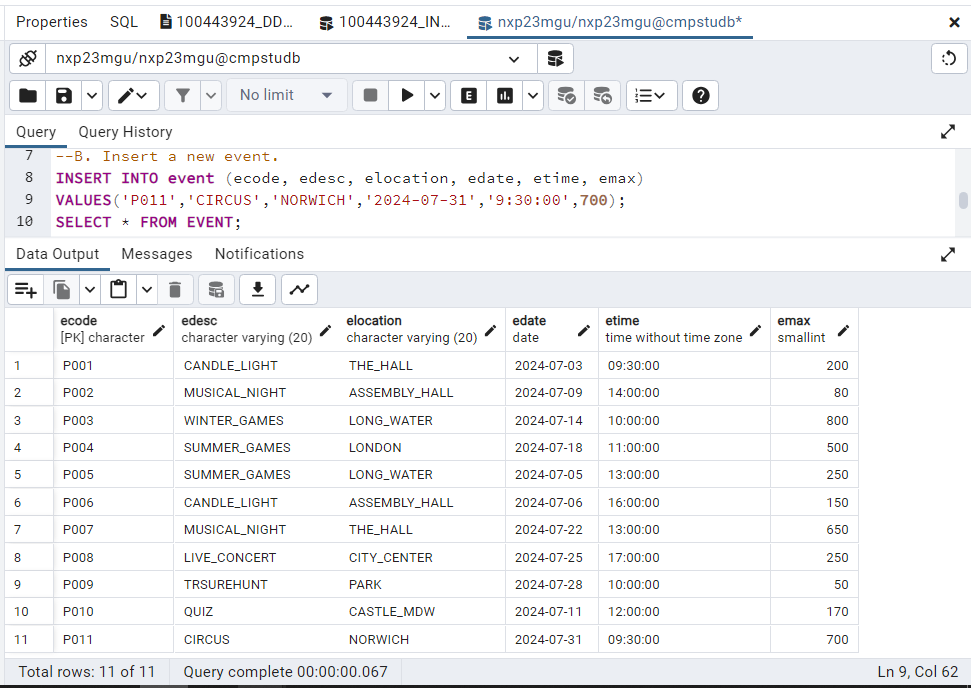 Properties SQL 100443924_DD... 100443924_IN... nxp23mgu/nxp23mgu@cmpstudb*
nxp23mgu/nxp23mgu@cmpstudb
No limit E
Query Query History
7 --B. Insert a new event.
8 INSERT INTO event (ecode, edesc, elocation, edate, etime, emax)
9 VALUES('P011','CIRCUS','NORWICH','2024-07-31','9:30:00',700);
10 SELECT * FROM EVENT;
Data Output Messages Notifications
ecode edesc elocation edate etime emax
[PK] character character varying (20) character varying (20) date time without time zone smallint
1 P001 CANDLE_LIGHT THE_HALL 2024-07-03 09:30:00 200
2 P002 MUSICAL_NIGHT ASSEMBLY_HALL 2024-07-09 14:00:00 80
3 P003 WINTER_GAMES LONG_WATER 2024-07-14 10:00:00 800
4 P004 SUMMER_GAMES LONDON 2024-07-18 11:00:00 500
5 P005 SUMMER_GAMES LONG_WATER 2024-07-05 13:00:00 250
6 P006 CANDLE_LIGHT ASSEMBLY_HALL 2024-07-06 16:00:00 150
7 P007 MUSICAL_NIGHT THE_HALL 2024-07-22 13:00:00 650
8 P008 LIVE_CONCERT CITY_CENTER 2024-07-25 17:00:00 250
9 P009 TRSUREHUNT PARK 2024-07-28 10:00:00 50
10 P010 QUIZ CASTLE_MDW 2024-07-11 12:00:00 170
11 P011 CIRCUS NORWICH 2024-07-31 09:30:00 700
Total rows: 11 of 11 Query complete 00:00:00.067 Ln 9, Col 62